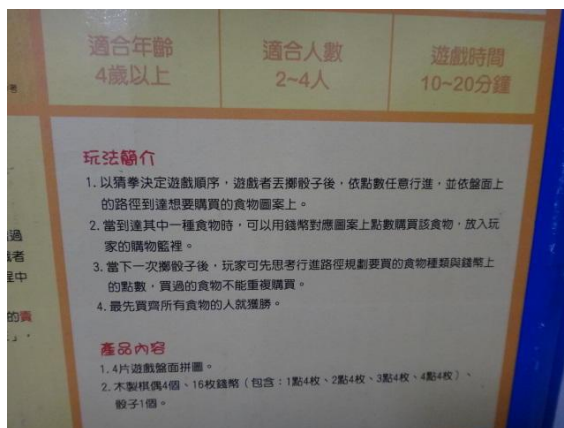 適合年齡
4歲以上
適合人數
2~4人
遊戲時間
10~20分鐘
玩法簡介
1. 以猜拳決定遊戲順序，遊戲者丟擲骰子後，依點數任意行進，並依盤面上
的路徑到達想要購買的食物圖案上。
2. 當到達其中一種食物時，可以用錢幣對應圖案上點數購買該食物，放入玩
家的購物籃裡。
3. 當下一次擲骰子後，玩家可先思考行進路徑規劃要買的食物種類與錢幣上
的點數，買過的食物不能重複購買。
4. 最先買齊所有食物的人就獲勝。
過
戲者
程中
的責
產品內容
1. 4片遊戲盤面拼圖。
2. 木製棋偶4個、16枚錢幣（包含：1點4枚、2點4枚、3點4枚、4點4枚）、
骰子1個。